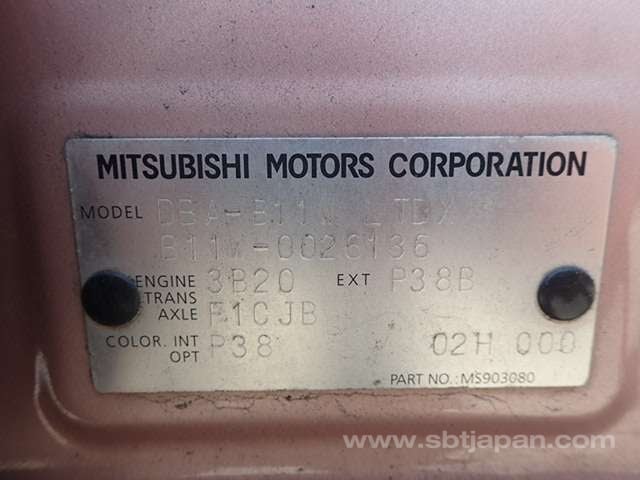 MITSUBISHI MOTORS CORPORATION
MODEL DBA-B11W LTDX
B11W-0026136
ENGINE 3B20 EXT P38B
TRANS
AXLE F1CJB
COLOR. INT P38 02H 000
OPT
PART NO.: MS903080
www.sbtjapan.com